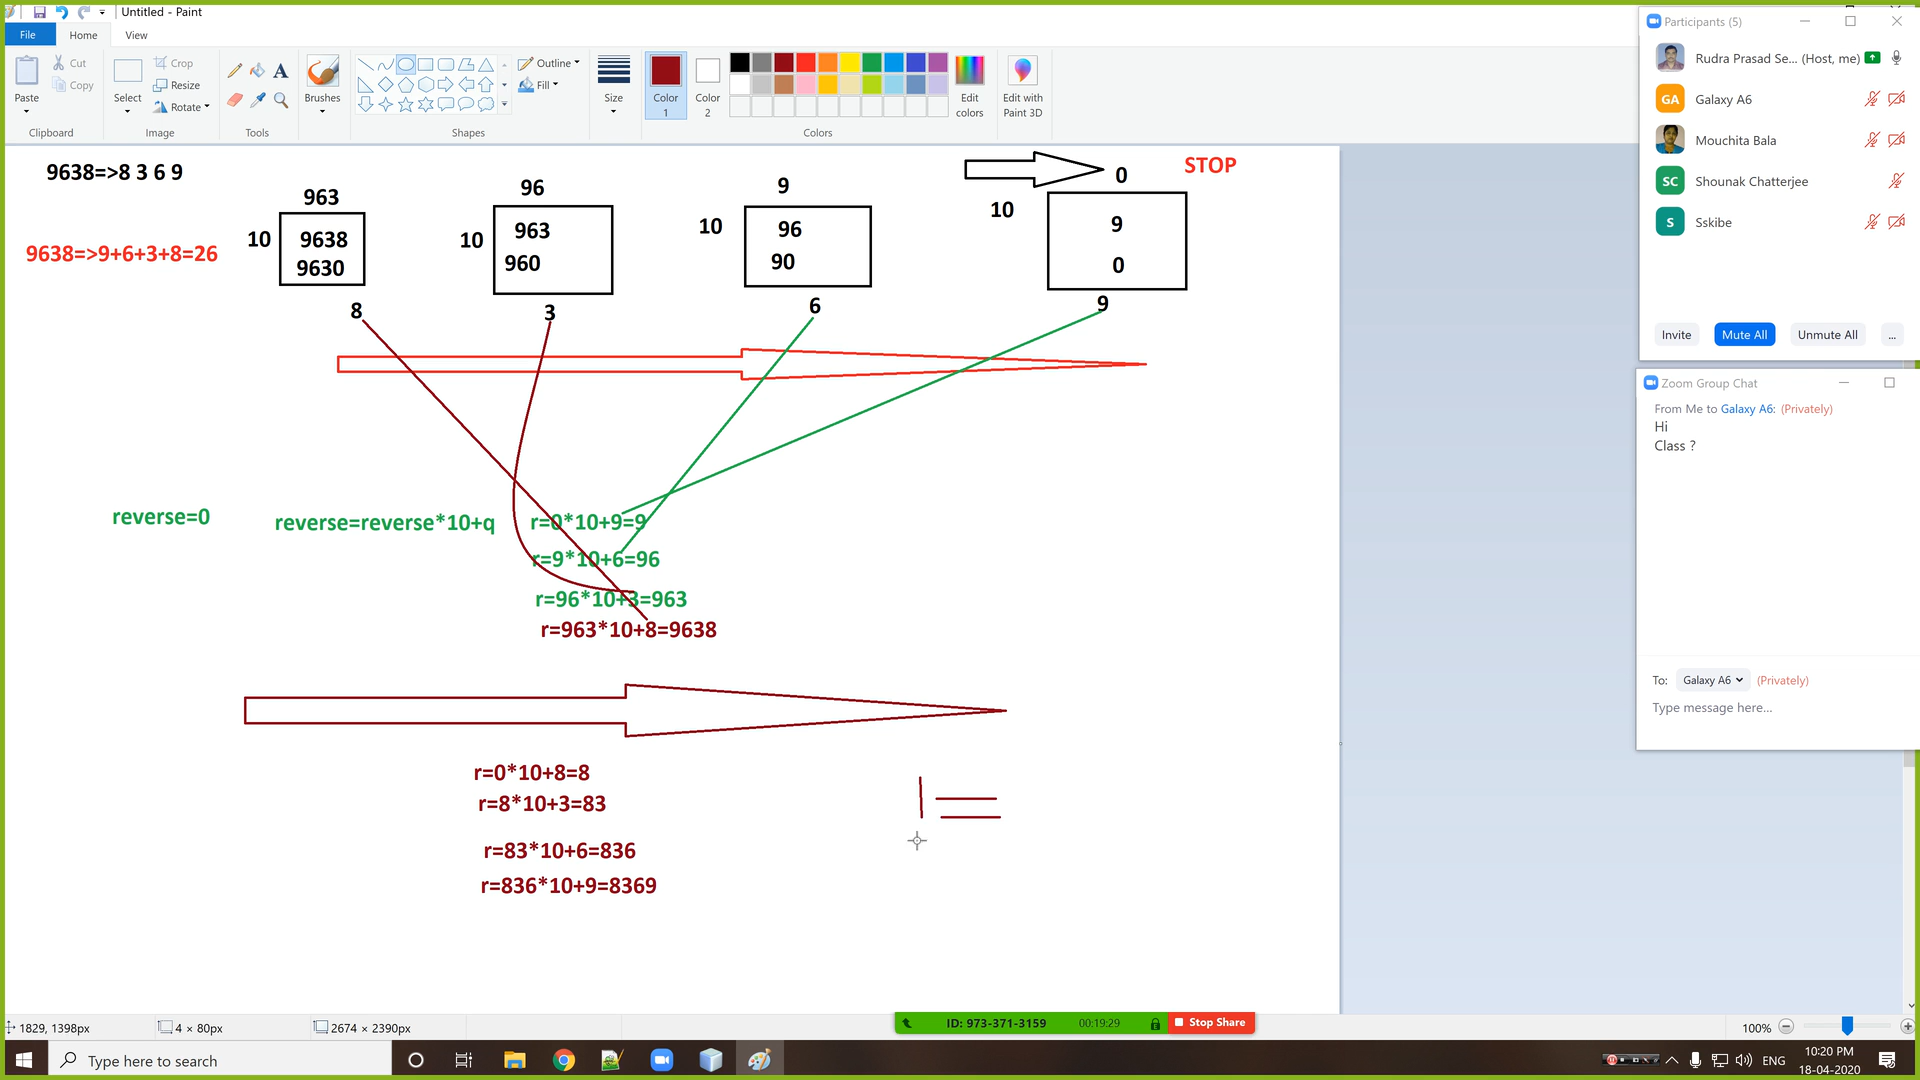 Untitled - Paint
File Home View
Paste
Cut
Copy
Clipboard
Select
Crop
Resize
Rotate
Image
Tools
Brushes
Shapes
Outline
Fill
Size
Color 1
Color 2
Colors
Edit colors
Edit with Paint 3D
9638=>8 3 6 9
9638=>9+6+3+8=26
963
10
9638
9630
8
96
10
963
960
3
9
10
96
90
6
0
STOP
10
9
0
9
reverse=0
reverse=reverse*10+q
r=0*10+9=9
r=9*10+6=96
r=96*10+3=963
r=963*10+8=9638
r=0*10+8=8
r=8*10+3=83
r=83*10+6=836
r=836*10+9=8369
Participants (5)
Rudra Prasad Se... (Host, me)
GA Galaxy A6
Mouchita Bala
SC Shounak Chatterjee
S Sskibe
Invite Mute All Unmute All ...
Zoom Group Chat
From Me to Galaxy A6: (Privately)
Hi
Class ?
To: Galaxy A6 (Privately)
Type message here...
1829, 1398px
4 × 80px
2674 × 2390px
ID: 973-371-3159 00:19:29 Stop Share
100%
Type here to search
ENG
10:20 PM
18-04-2020